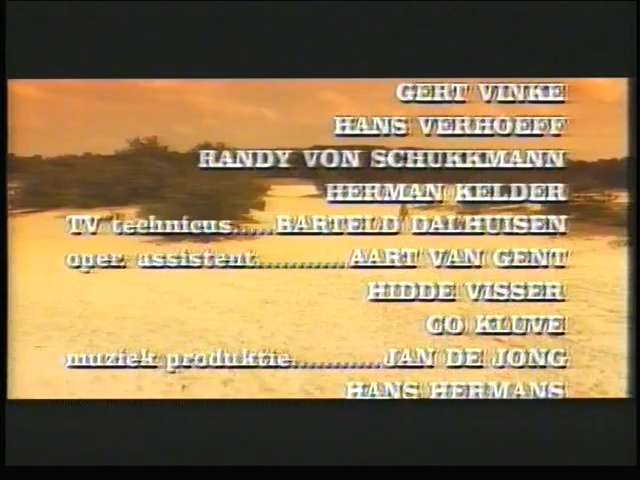 GERT VINKE
HANS VERHOEFF
RANDY VON SCHUKKMANN
HERMAN KELDER
TV technicus.....BARTELD DALHUISEN
oper. assistent..........AART VAN GENT
HIDDE VISSER
CO KLUVE
muziek produktie..........JAN DE JONG
HANS HERMANS